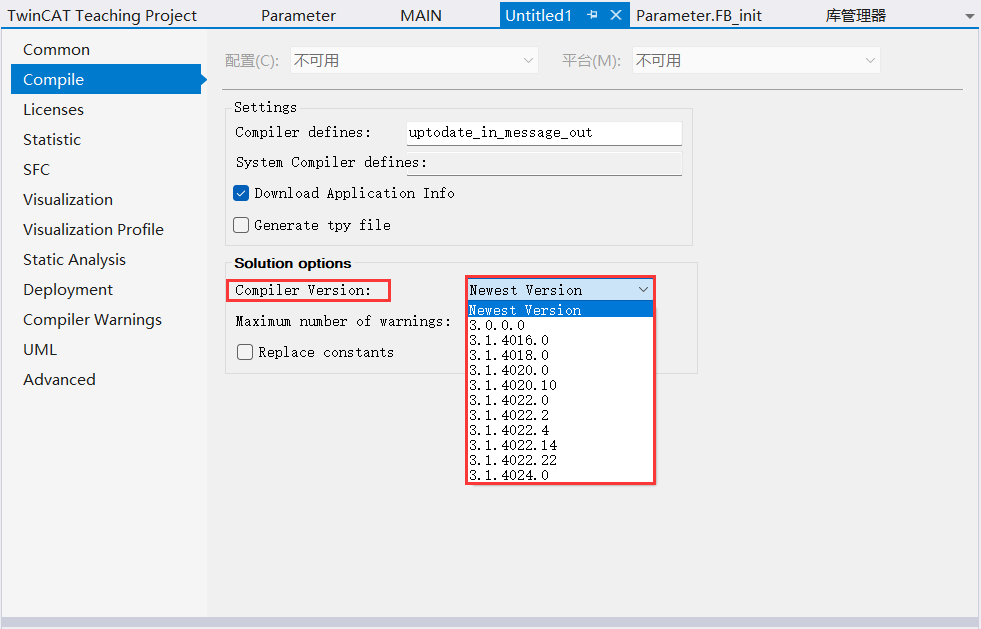 TwinCAT Teaching Project Parameter MAIN Untitled1 Parameter.FB_init 库管理器
Common
Compile
Licenses
Statistic
SFC
Visualization
Visualization Profile
Static Analysis
Deployment
Compiler Warnings
UML
Advanced
配置(C): 不可用 平台(M): 不可用
Settings
Compiler defines: uptodate_in_message_out
System Compiler defines:
Download Application Info
Generate tpy file
Solution options
Compiler Version: Newest Version
Maximum number of warnings:
Replace constants
Newest Version
3.0.0.0
3.1.4016.0
3.1.4018.0
3.1.4020.0
3.1.4020.10
3.1.4022.0
3.1.4022.2
3.1.4022.4
3.1.4022.14
3.1.4022.22
3.1.4024.0